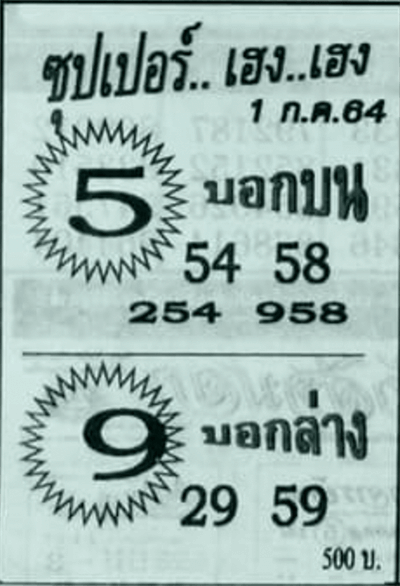 ซุปเปอร์.. เฮง..เฮง
1 ก.ค.64
5 บอกบน
54 58
254 958
9 บอกล่าง
29 59
500 บ.